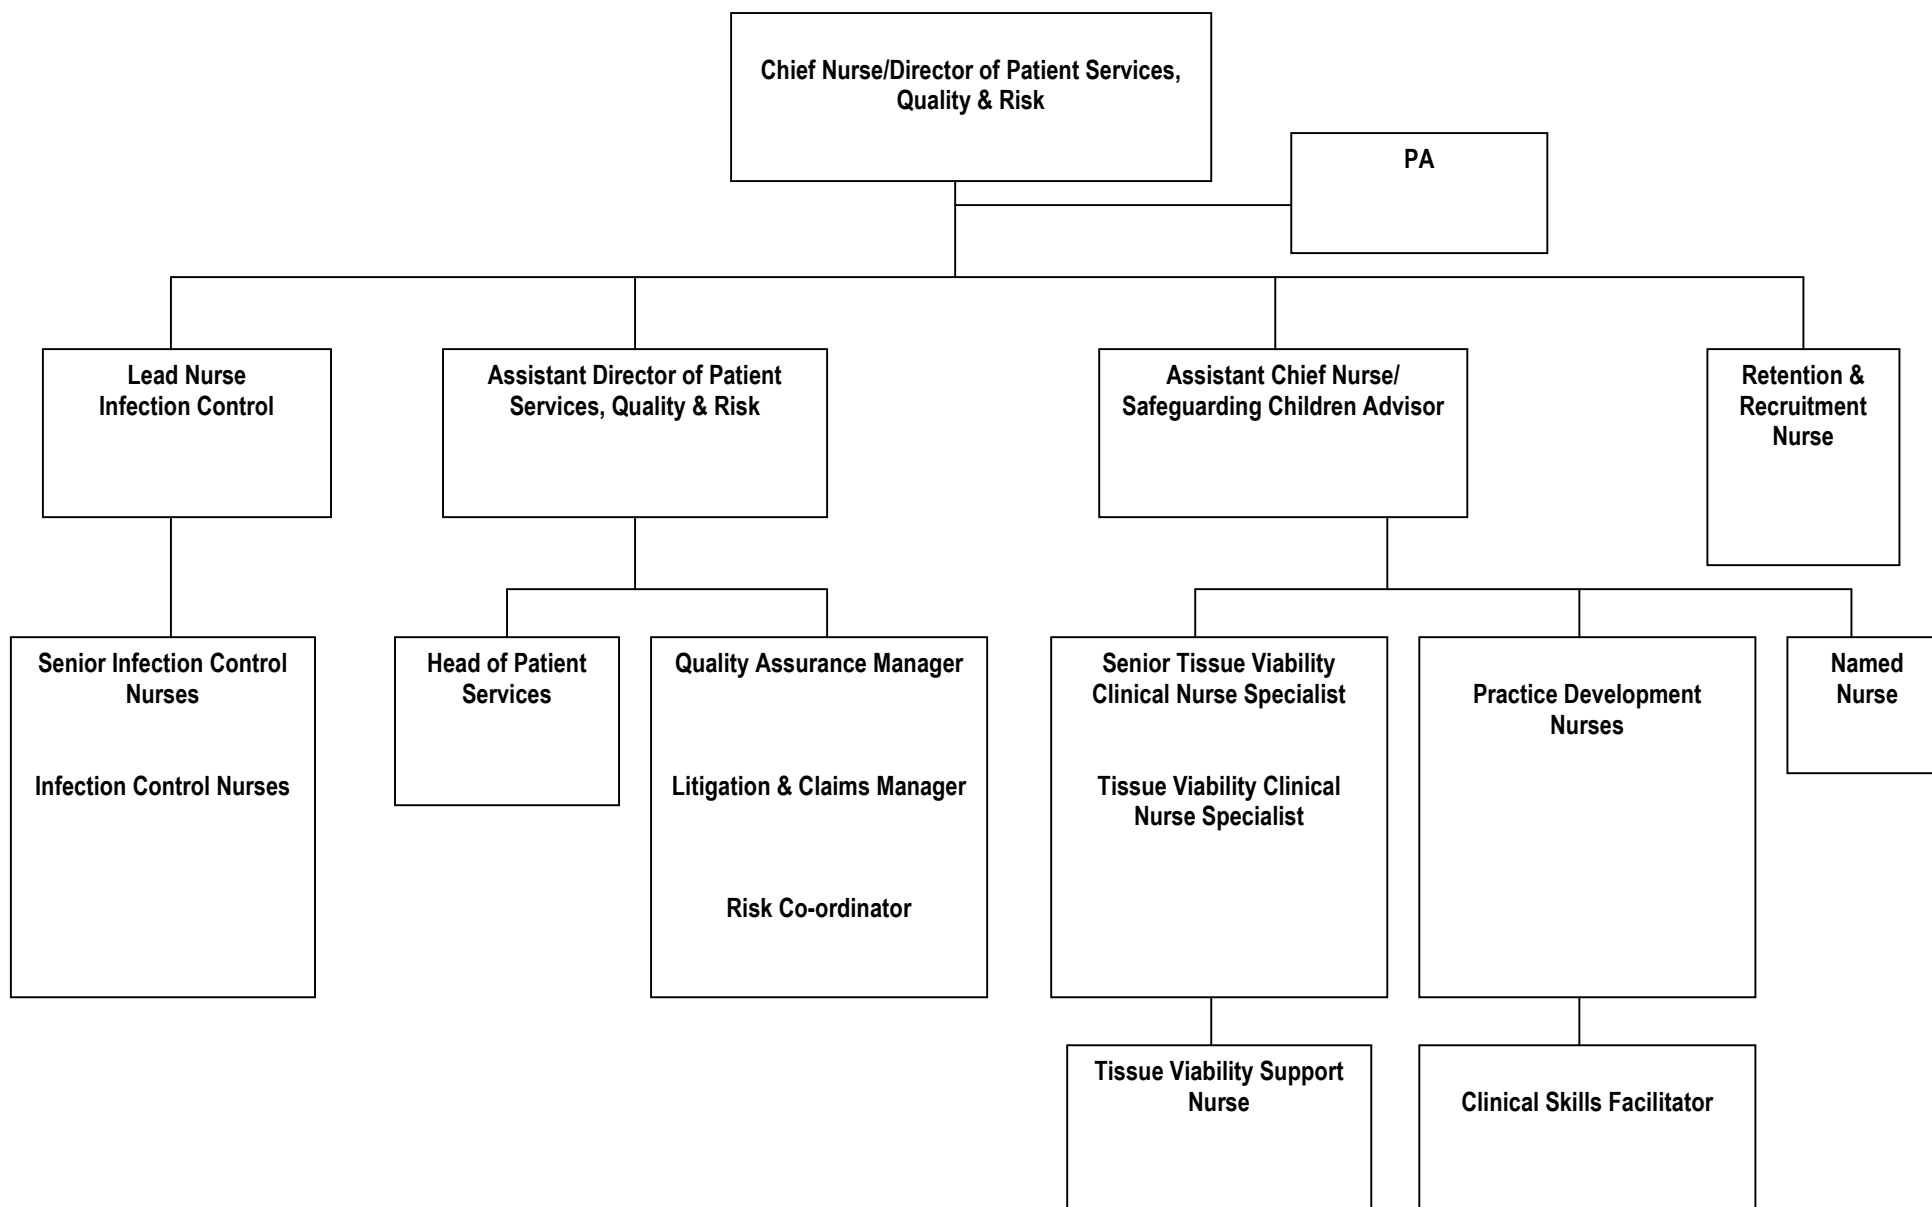 Chief Nurse/Director of Patient Services,
Quality & Risk
PA
Lead Nurse
Infection Control
Assistant Director of Patient
Services, Quality & Risk
Assistant Chief Nurse/
Safeguarding Children Advisor
Retention &
Recruitment
Nurse
Senior Infection Control
Nurses
Infection Control Nurses
Head of Patient
Services
Quality Assurance Manager
Litigation & Claims Manager
Risk Co-ordinator
Senior Tissue Viability
Clinical Nurse Specialist
Tissue Viability Clinical
Nurse Specialist
Practice Development
Nurses
Named
Nurse
Tissue Viability Support
Nurse
Clinical Skills Facilitator